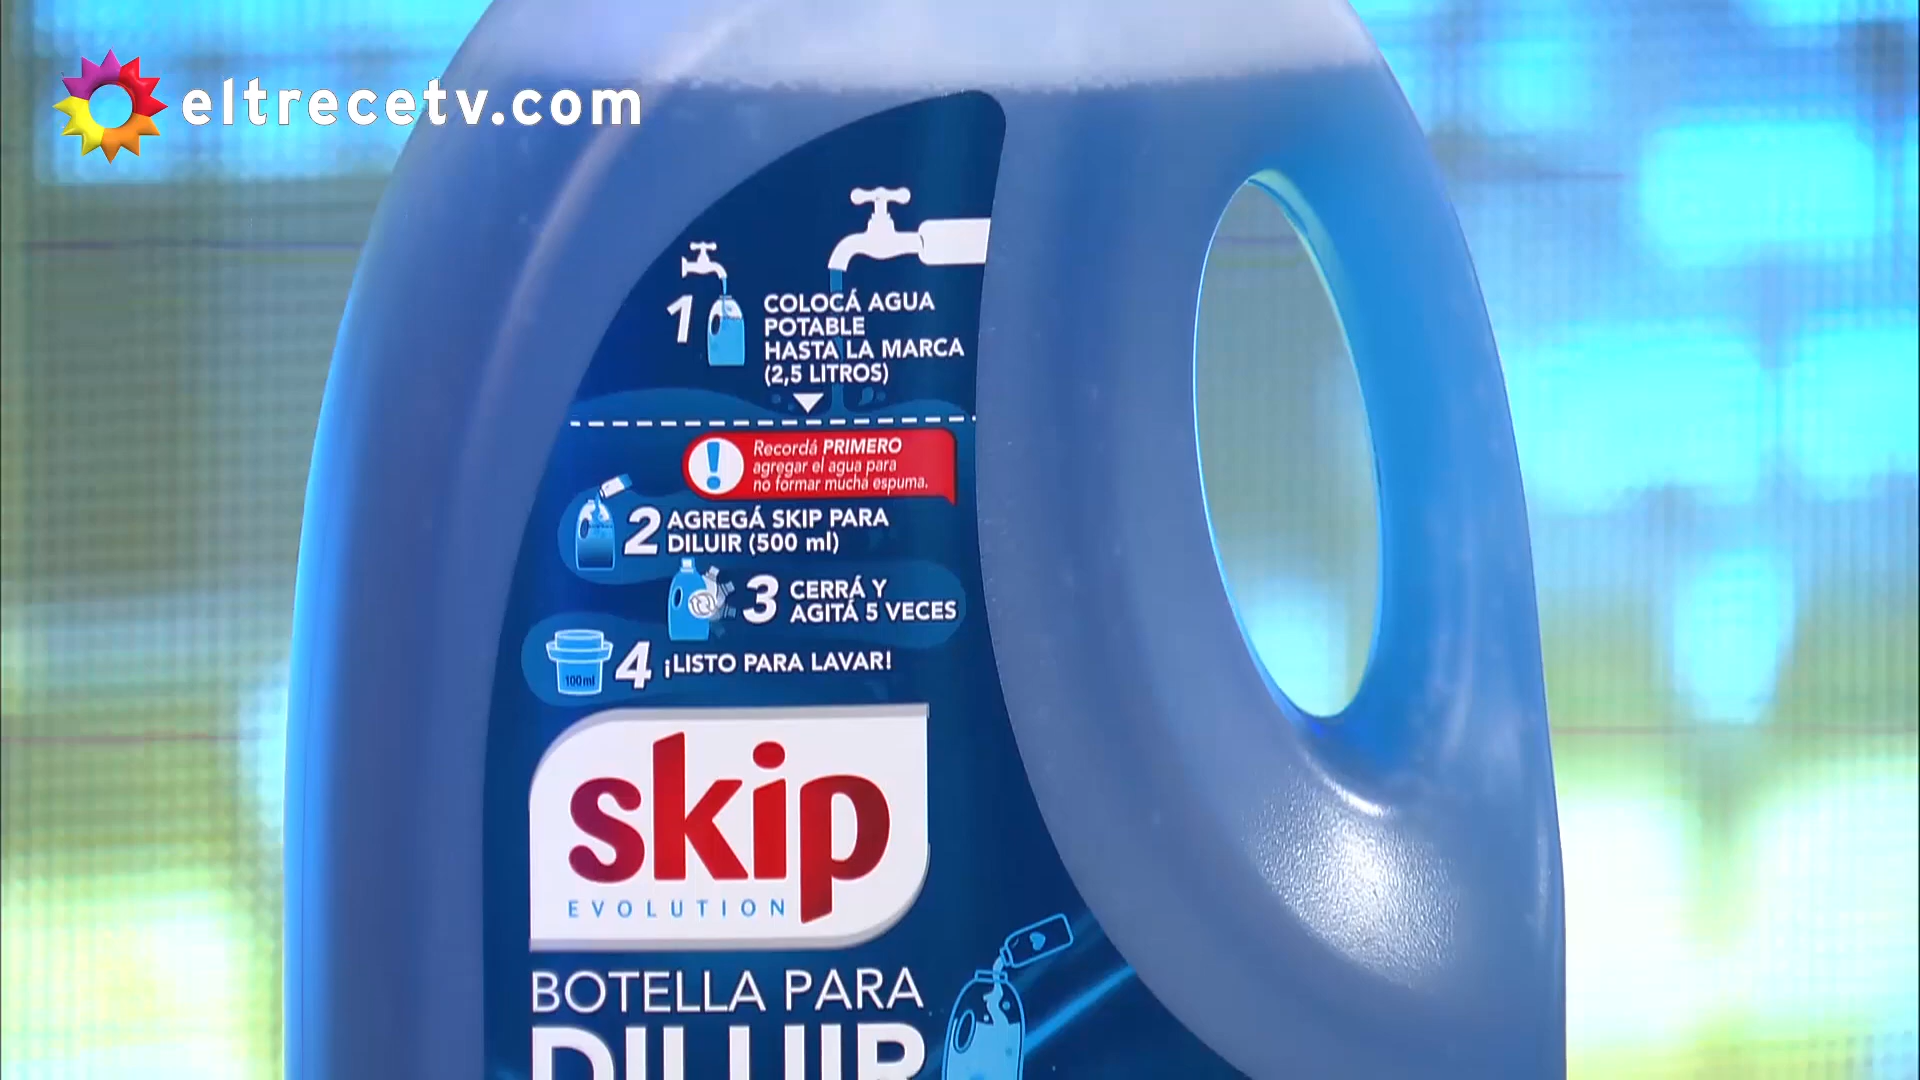 eltrecetv.com
1 COLOCÁ AGUA
POTABLE
HASTA LA MARCA
(2,5 LITROS)
! Recordá PRIMERO
agregar el agua para
no formar mucha espuma.
2 AGREGÁ SKIP PARA
DILUIR (500 ml)
3 CERRÁ Y
AGITÁ 5 VECES
100ml
4 ¡LISTO PARA LAVAR!
skip
EVOLUTION
BOTELLA PARA
DILUIR